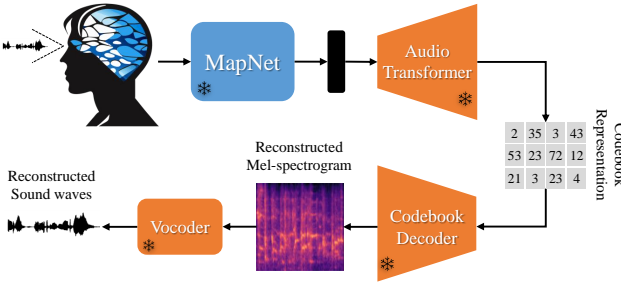 MapNet
Audio
Transformer
Codebook
Representation
2 35 3 43
53 23 72 12
21 3 23 4
Codebook
Decoder
Reconstructed
Mel-spectrogram
Vocoder
Reconstructed
Sound waves